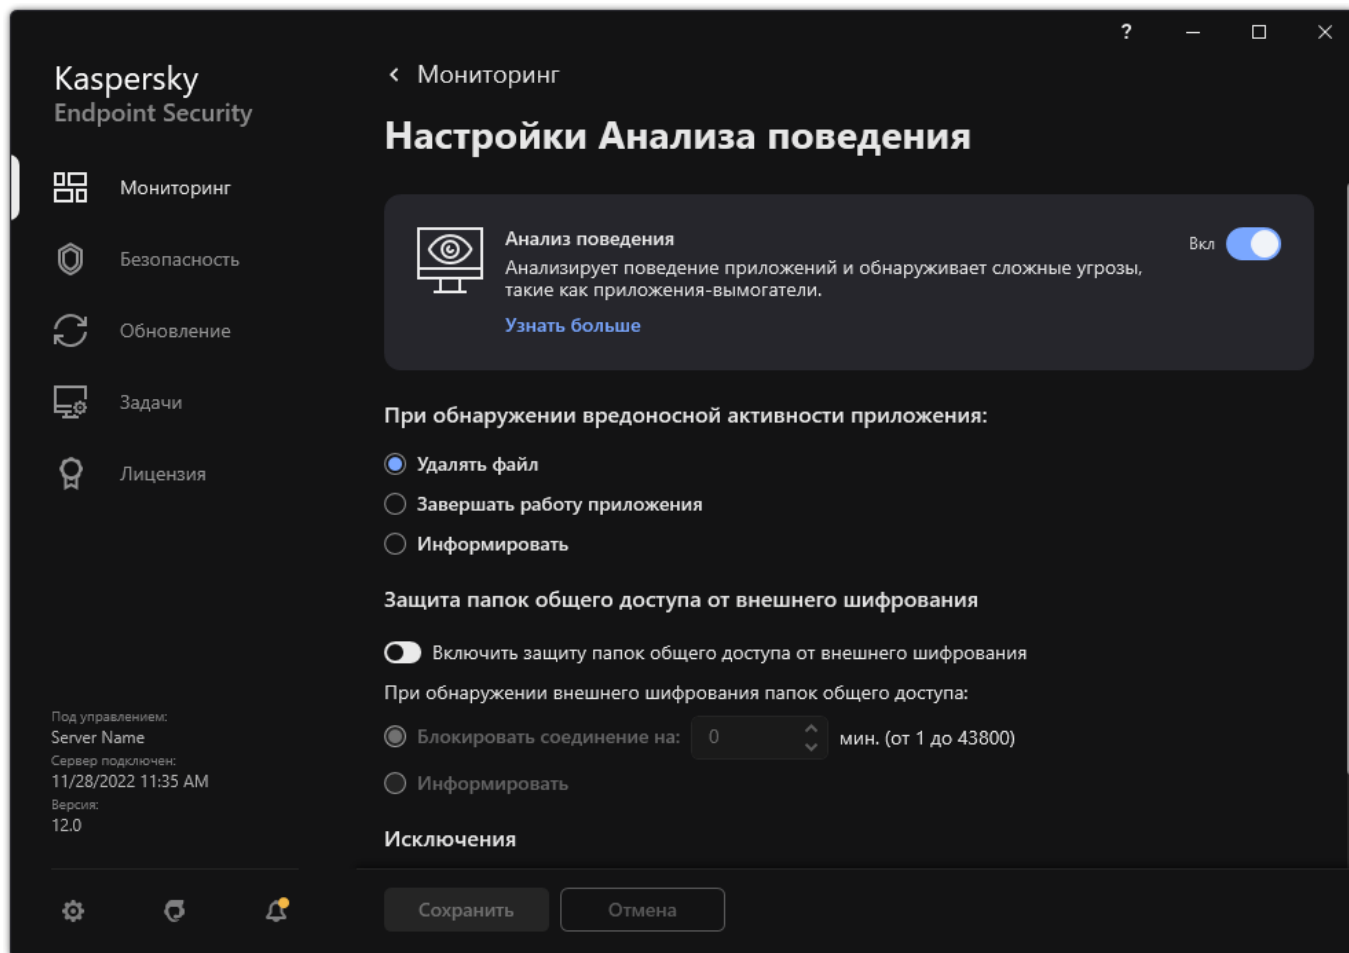 ?
Kaspersky
Endpoint Security
Мониторинг
Безопасность
Обновление
Задачи
Лицензия
Под управлением:
Server Name
Сервер подключен:
11/28/2022 11:35 AM
Версия:
12.0
Мониторинг
Настройки Анализа поведения
Анализ поведения
Вкл
Анализирует поведение приложений и обнаруживает сложные угрозы,
такие как приложения-вымогатели.
Узнать больше
При обнаружении вредоносной активности приложения:
Удалять файл
Завершать работу приложения
Информировать
Защита папок общего доступа от внешнего шифрования
Включить защиту папок общего доступа от внешнего шифрования
При обнаружении внешнего шифрования папок общего доступа:
Блокировать соединение на: 0 мин. (от 1 до 43800)
Информировать
Исключения
Сохранить
Отмена